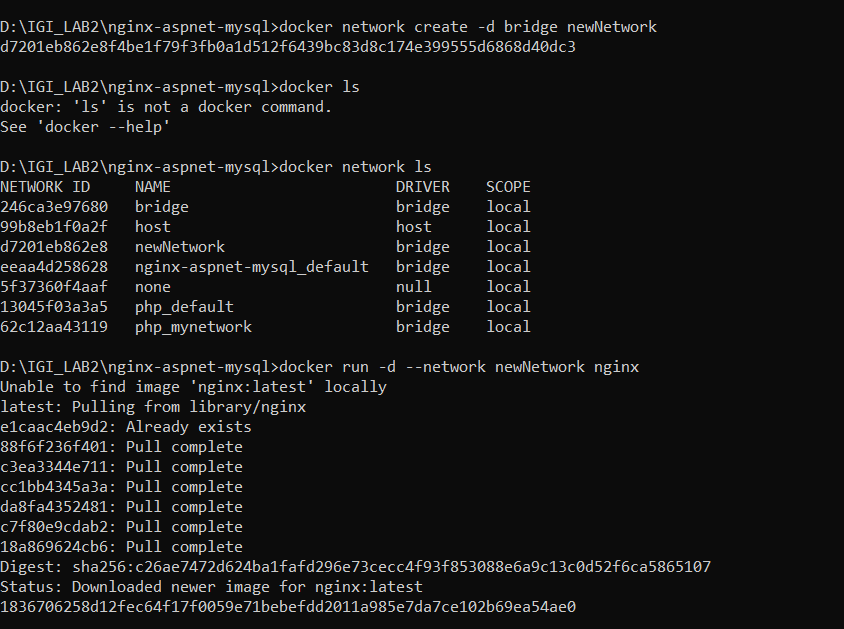 D:\IGI_LAB2\nginx-aspnet-mysql>docker network create -d bridge newNetwork
d7201eb862e8f4be1f79f3fb0a1d512f6439bc83d8c174e399555d6868d40dc3
D:\IGI_LAB2\nginx-aspnet-mysql>docker ls
docker: 'ls' is not a docker command.
See 'docker --help'
D:\IGI_LAB2\nginx-aspnet-mysql>docker network ls
NETWORK ID NAME DRIVER SCOPE
246ca3e97680 bridge bridge local
99b8eb1f0a2f host host local
d7201eb862e8 newNetwork bridge local
eeaa4d258628 nginx-aspnet-mysql_default bridge local
5f37360f4aaf none null local
13045f03a3a5 php_default bridge local
62c12aa43119 php_mynetwork bridge local
D:\IGI_LAB2\nginx-aspnet-mysql>docker run -d --network newNetwork nginx
Unable to find image 'nginx:latest' locally
latest: Pulling from library/nginx
e1caac4eb9d2: Already exists
88f6f236f401: Pull complete
c3ea3344e711: Pull complete
cc1bb4345a3a: Pull complete
da8fa4352481: Pull complete
c7f80e9cdab2: Pull complete
18a869624cb6: Pull complete
Digest: sha256:c26ae7472d624ba1fafd296e73cecc4f93f853088e6a9c13c0d52f6ca5865107
Status: Downloaded newer image for nginx:latest
1836706258d12fec64f17f0059e71bebefdd2011a985e7da7ce102b69ea54ae0